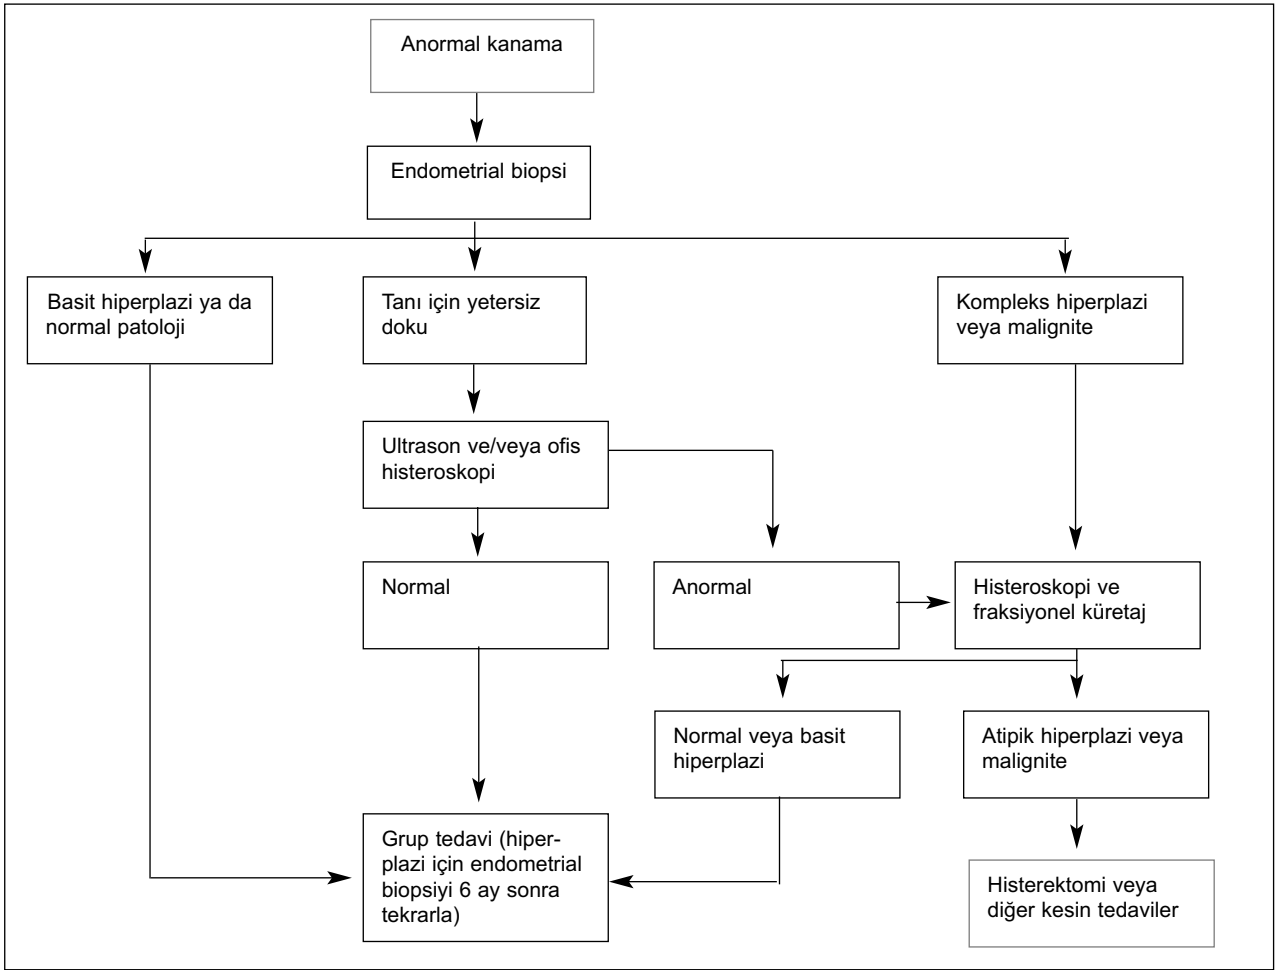 Anormal kanama
Endometrial biopsi
Basit hiperplazi ya da
normal patoloji
Tanı için yetersiz
doku
Kompleks hiperplazi
veya malignite
Ultrason ve/veya ofis
histeroskopi
Normal
Anormal
Histeroskopi ve
fraksiyonel küretaj
Normal veya basit
hiperplazi
Atipik hiperplazi veya
malignite
Grup tedavi (hiper-
plazi için endometrial
biopsiyi 6 ay sonra
tekrarla)
Histerektomi veya
diğer kesin tedaviler